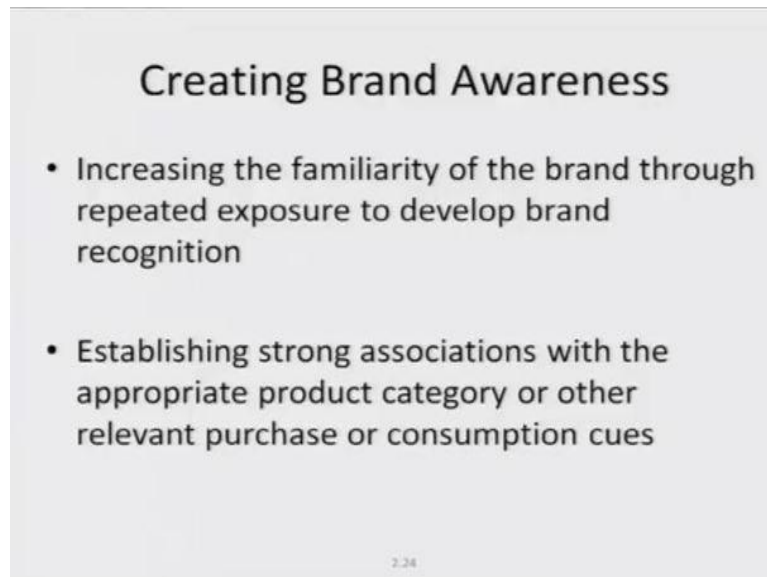 Creating Brand Awareness
• Increasing the familiarity of the brand through
repeated exposure to develop brand
recognition
• Establishing strong associations with the
appropriate product category or other
relevant purchase or consumption cues
2.24